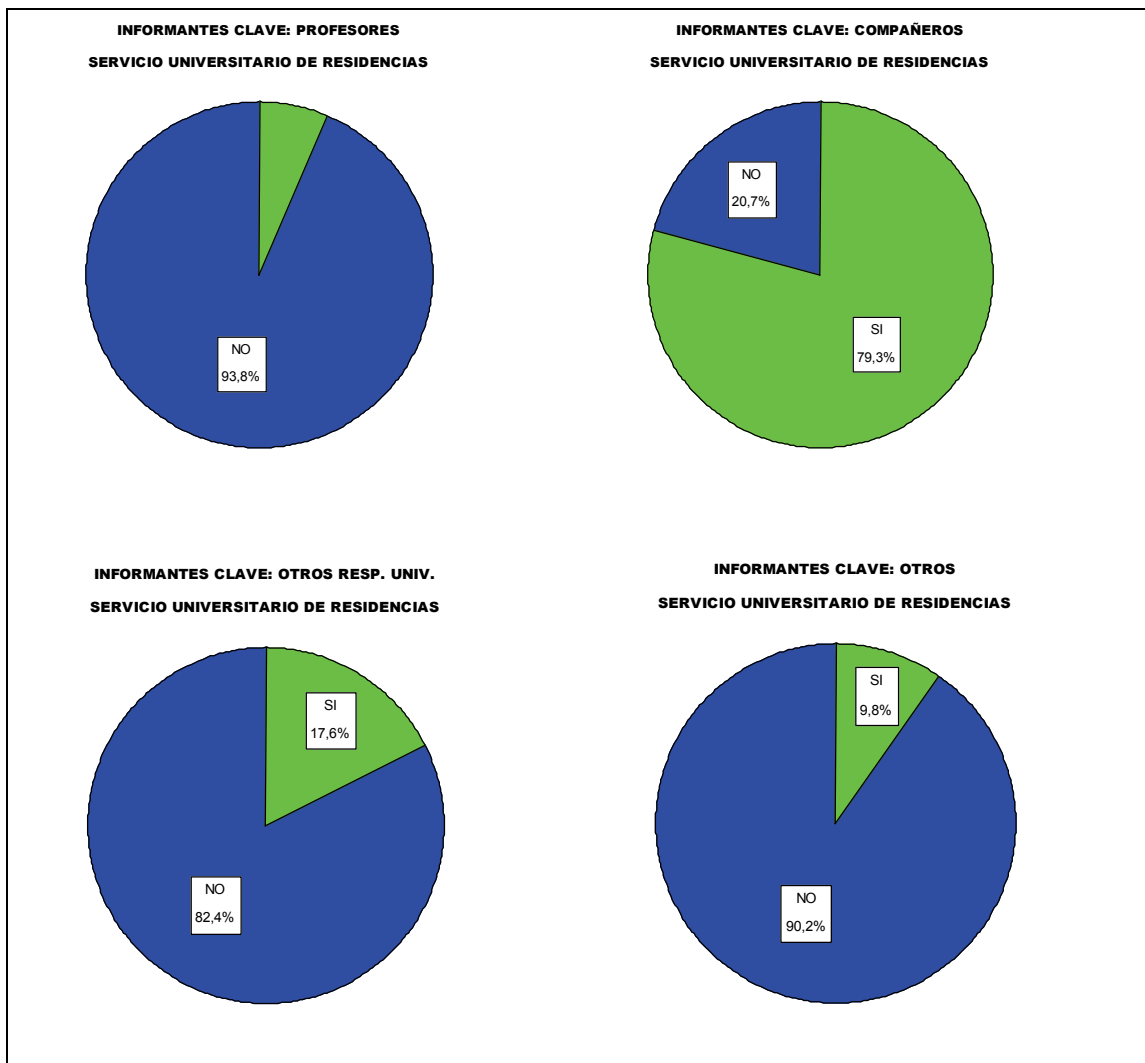 INFORMANTES CLAVE: PROFESORES
SERVICIO UNIVERSITARIO DE RESIDENCIAS
NO
93,8%
INFORMANTES CLAVE: COMPAÑEROS
SERVICIO UNIVERSITARIO DE RESIDENCIAS
NO
20,7%
SI
79,3%
INFORMANTES CLAVE: OTROS RESP. UNIV.
SERVICIO UNIVERSITARIO DE RESIDENCIAS
SI
17,6%
NO
82,4%
INFORMANTES CLAVE: OTROS
SERVICIO UNIVERSITARIO DE RESIDENCIAS
SI
9,8%
NO
90,2%